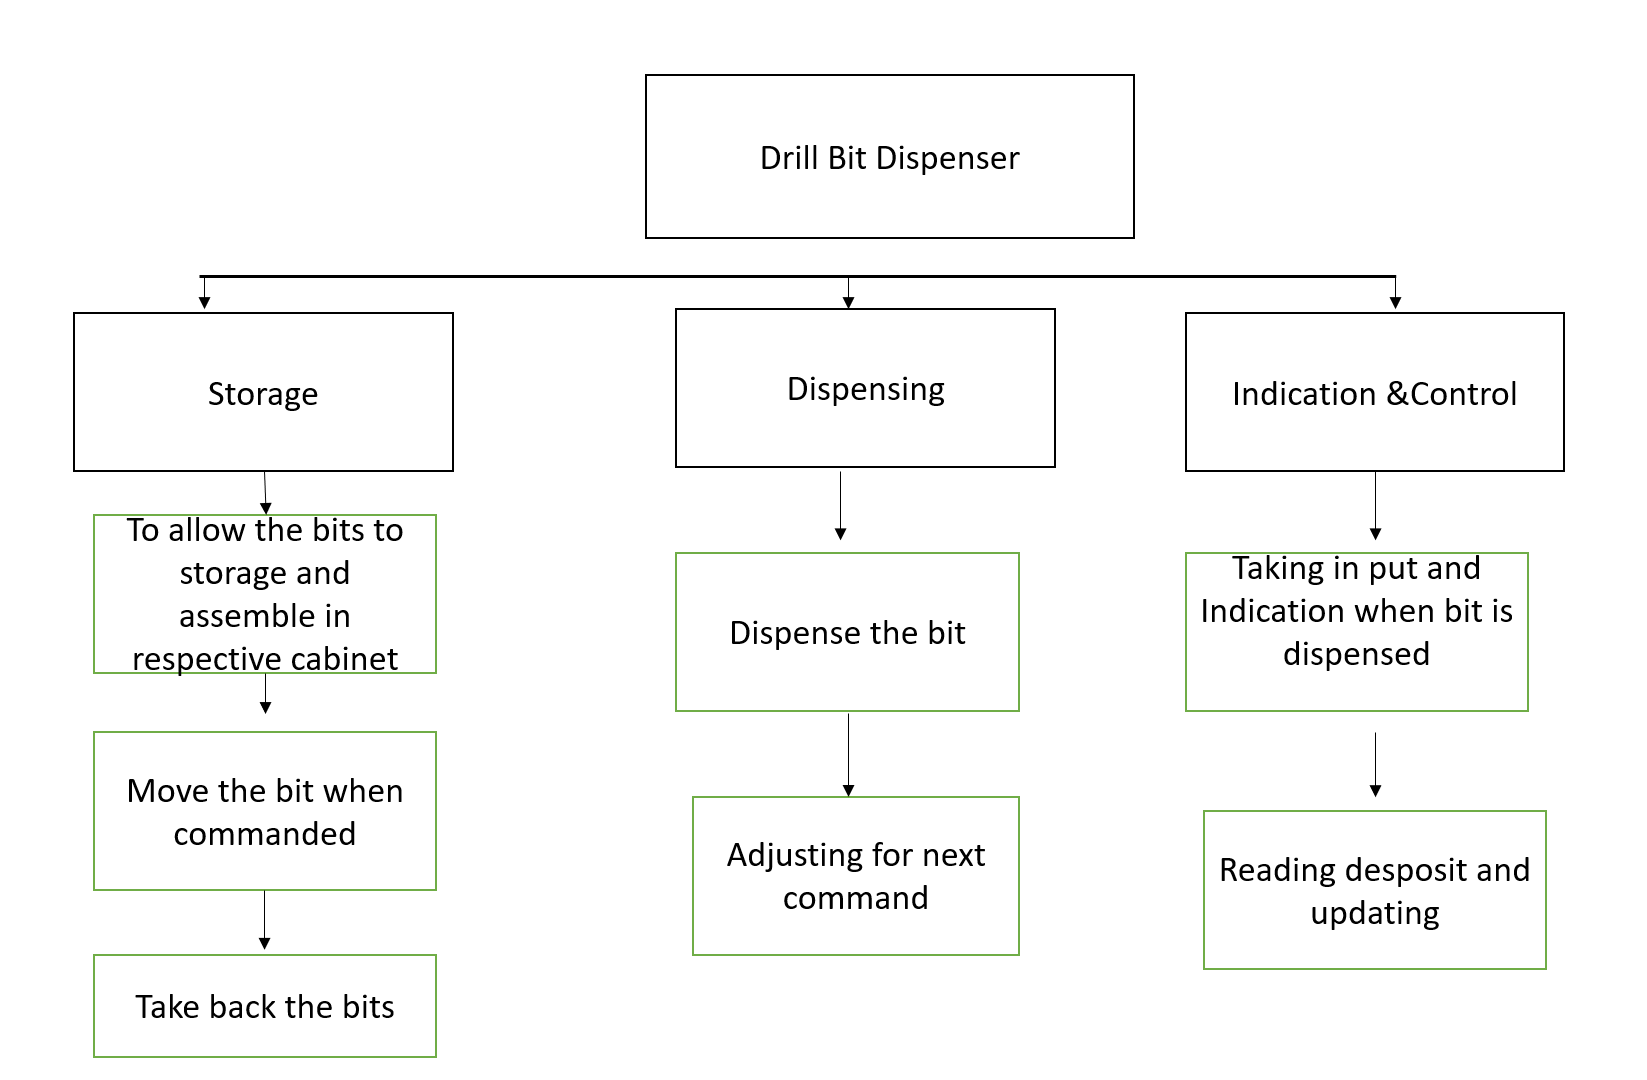 Drill Bit Dispenser
Storage
Dispensing
Indication &Control
To allow the bits to
storage and
assemble in
respective cabinet
Dispense the bit
Taking in put and
Indication when bit is
dispensed
Move the bit when
commanded
Adjusting for next
command
Reading desposit and
updating
Take back the bits